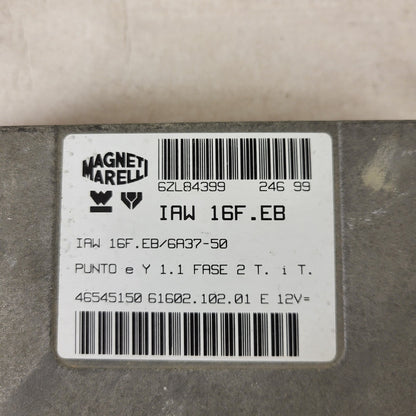 MAGNETI
MARELLI
6ZL84399 246 99
IAW 16F.EB
IAW 16F.EB/6A37-50
PUNTO e Y 1.1 FASE 2 T. i T.
46545150 61602.102.01 E 12V=